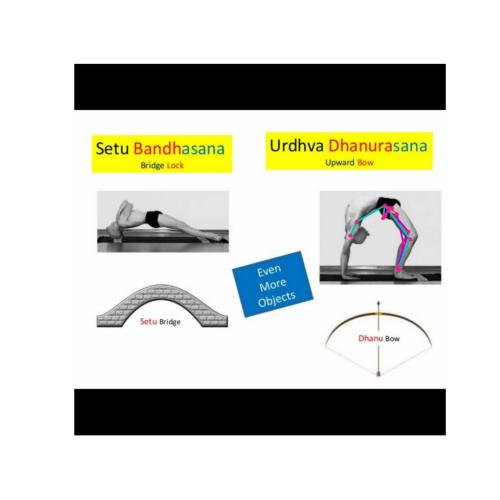 Setu Bandhasana
Bridge Lock
Urdhva Dhanurasana
Upward Bow
Even
More
Objects
Setu Bridge
Dhanu Bow